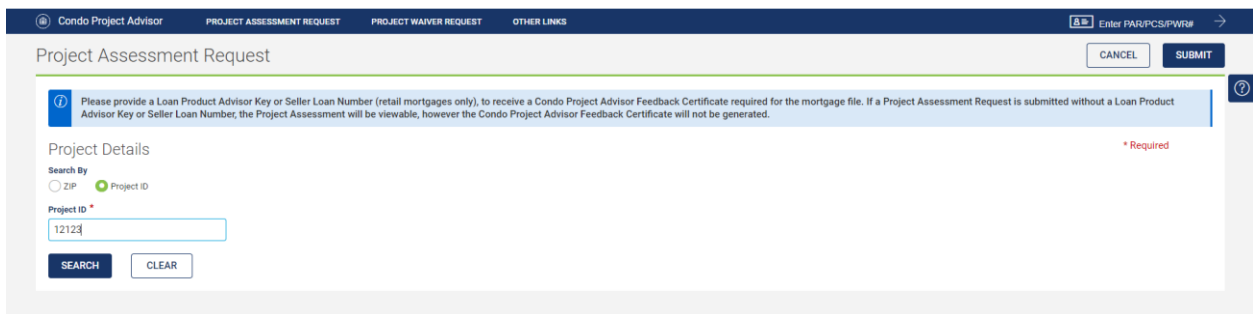 Condo Project Advisor PROJECT ASSESSMENT REQUEST PROJECT WAIVER REQUEST OTHER LINKS Enter PAR/PCS/PWR#
Project Assessment Request CANCEL SUBMIT
Please provide a Loan Product Advisor Key or Seller Loan Number (retail mortgages only), to receive a Condo Project Advisor Feedback Certificate required for the mortgage file. If a Project Assessment Request is submitted without a Loan Product
Advisor Key or Seller Loan Number, the Project Assessment will be viewable, however the Condo Project Advisor Feedback Certificate will not be generated.
Project Details * Required
Search By
ZIP Project ID
Project ID *
12123
SEARCH CLEAR